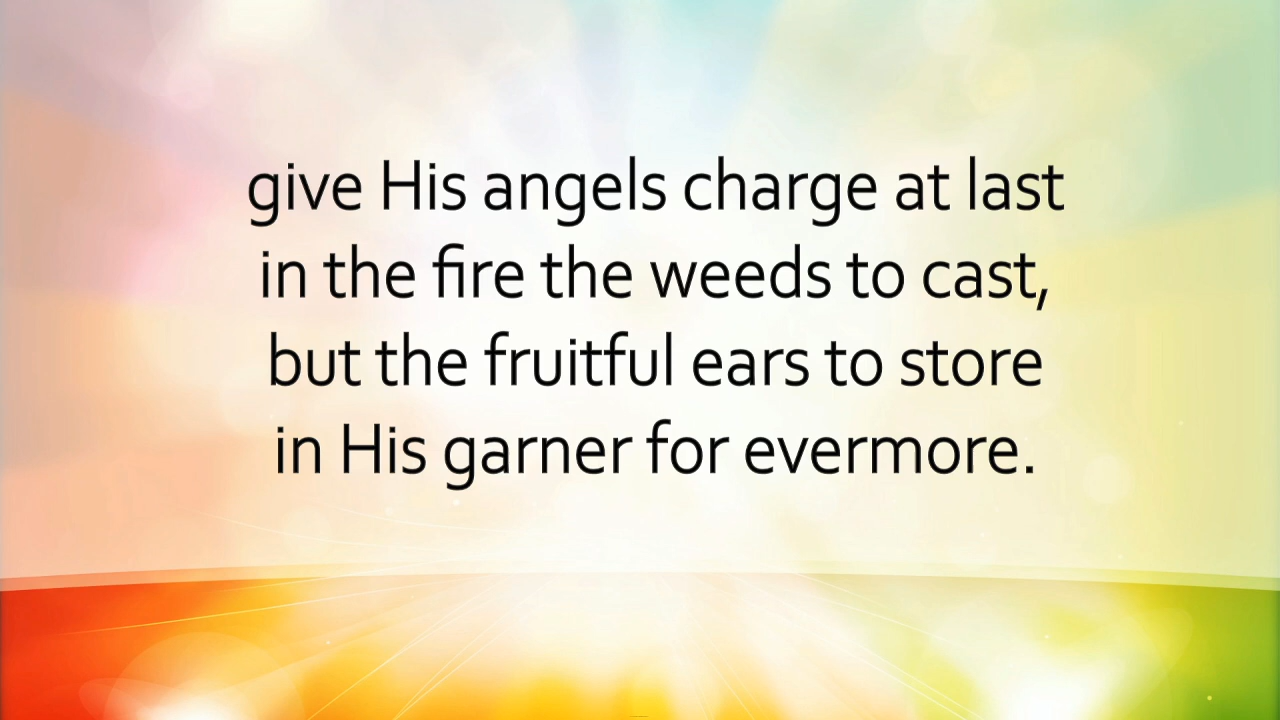 give His angels charge at last
in the fire the weeds to cast,
but the fruitful ears to store
in His garner for evermore.